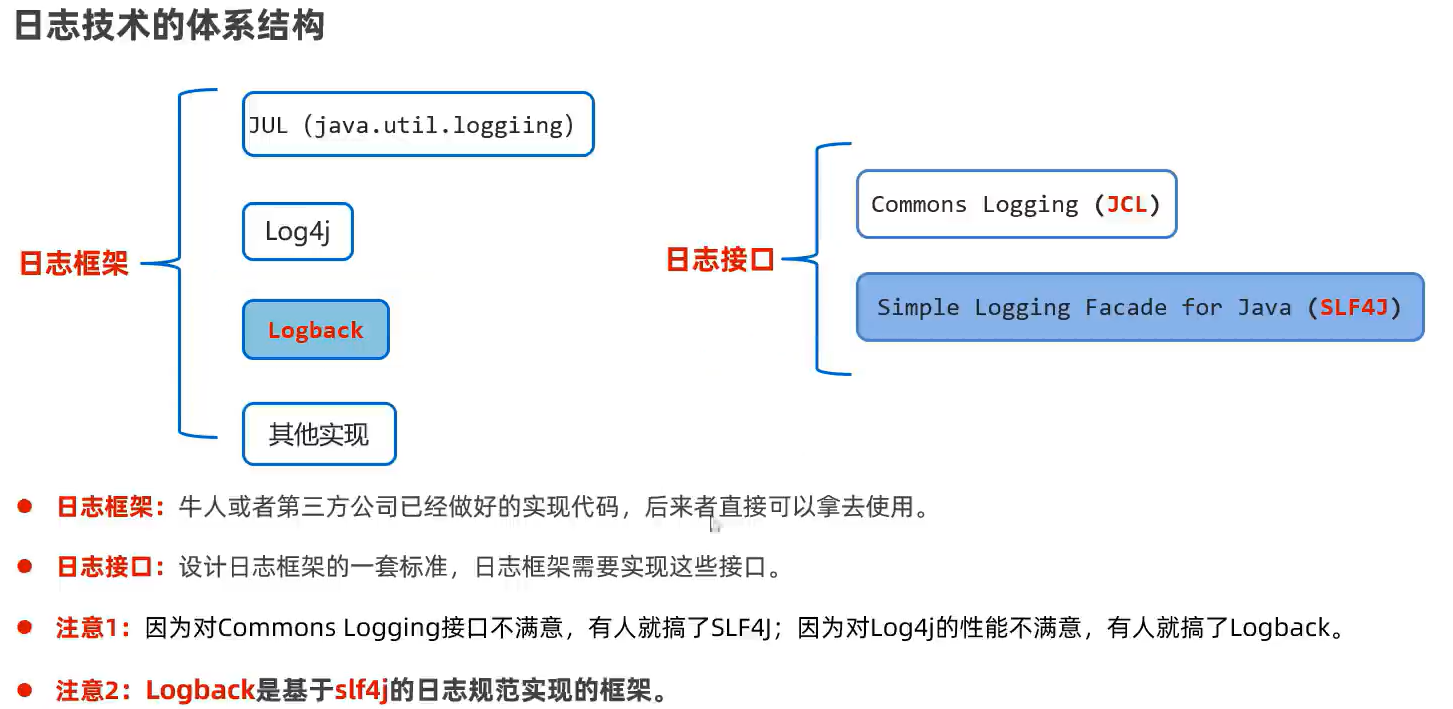 日志技术的体系结构
JUL（java.util.loggiing）
Log4j
日志框架
Logback
其他实现
Commons Logging (JCL)
日志接口
Simple Logging Facade for Java (SLF4J)
日志框架：牛人或者第三方公司已经做好的实现代码，后来者直接可以拿去使用。
日志接口：设计日志框架的一套标准，日志框架需要实现这些接口。
注意1：因为对Commons Logging接口不满意，有人就搞了SLF4J；因为对Log4j的性能不满意，有人就搞了Logback。
注意2：Logback是基于slf4j的日志规范实现的框架。